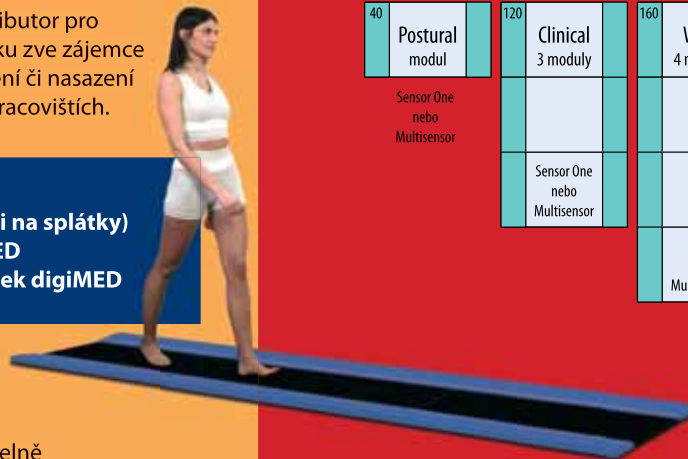 ibutor pro
ku zve zájemce
ení či nasazení
racovištích.
i na splátky)
ED
ek digiMED
elně
40
Postural
modul
Sensor One
nebo
Multisensor
120
Clinical
3 moduly
Sensor One
nebo
Multisensor
160
4 m
Mu